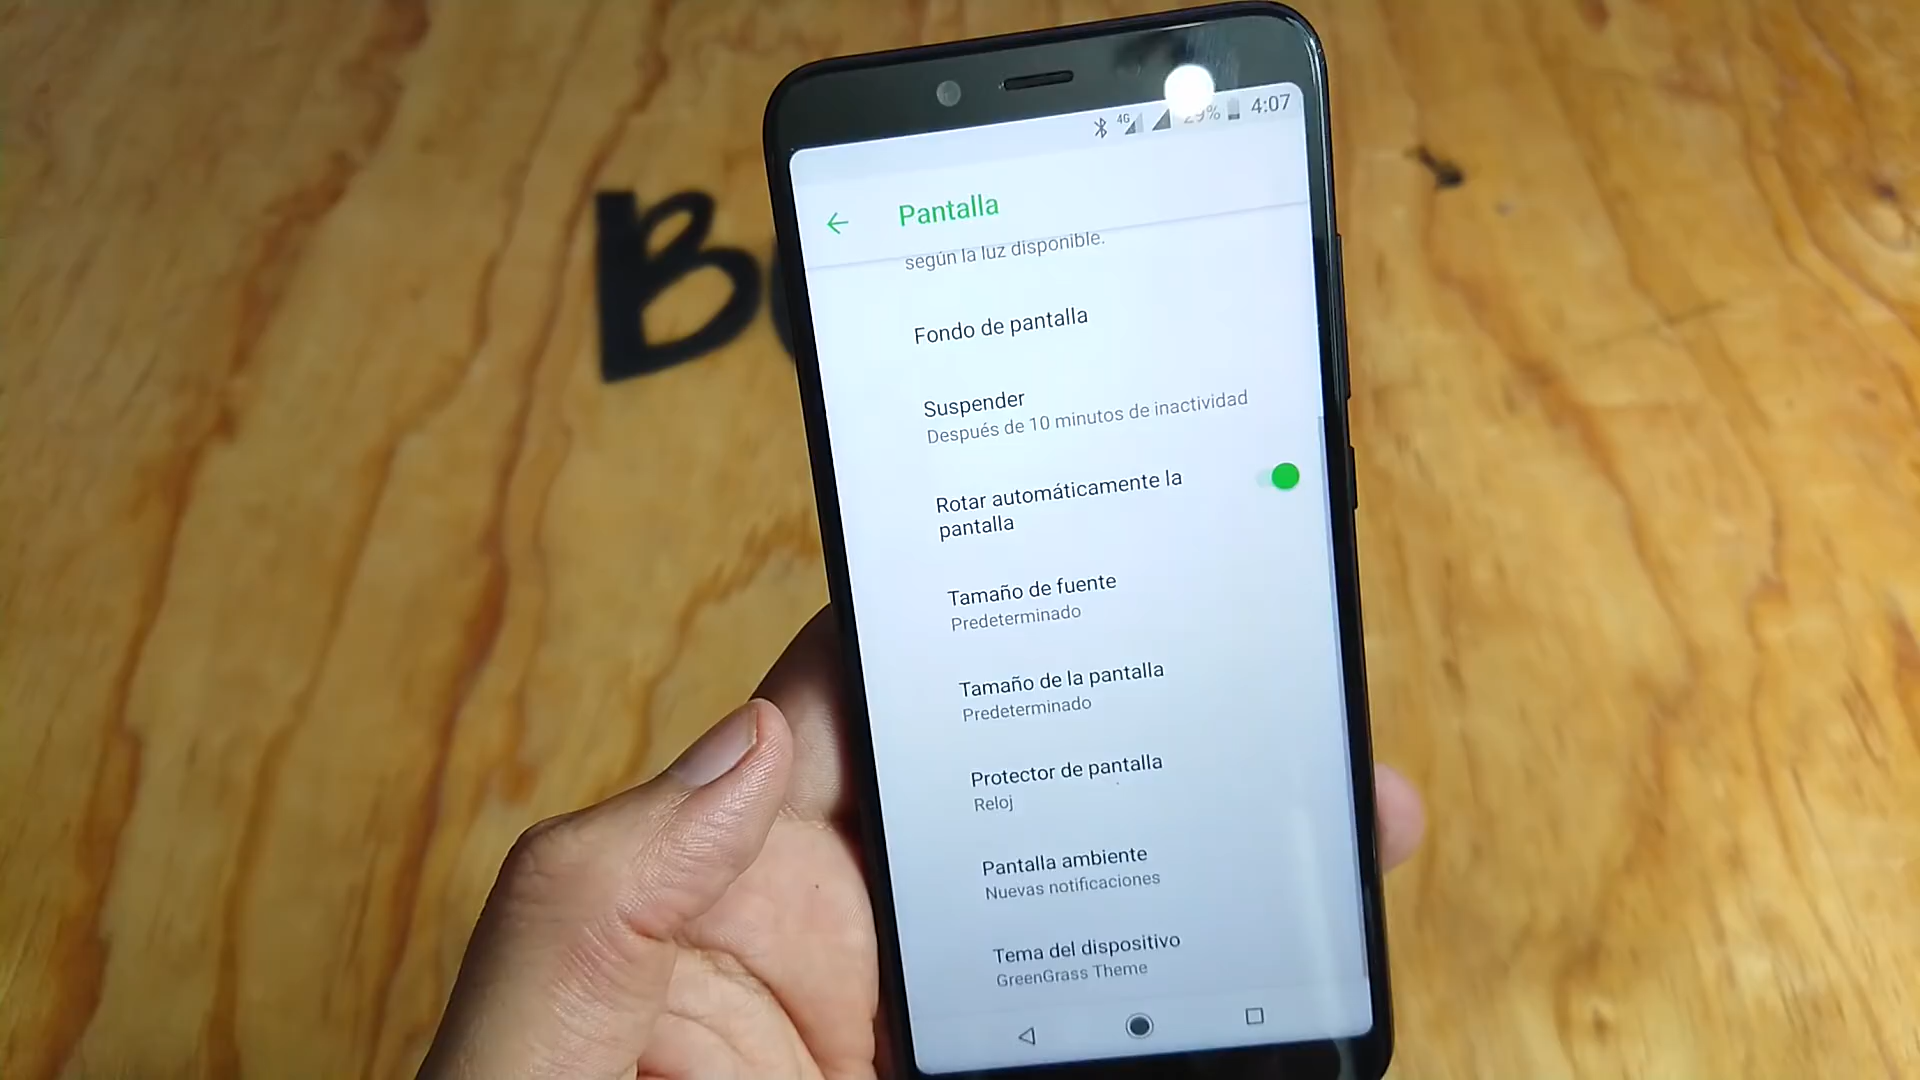 4G 29% 4:07
Pantalla
según la luz disponible.
Fondo de pantalla
Suspender
Después de 10 minutos de inactividad
Rotar automáticamente la
pantalla
Tamaño de fuente
Predeterminado
Tamaño de la pantalla
Predeterminado
Protector de pantalla
Reloj
Pantalla ambiente
Nuevas notificaciones
Tema del dispositivo
GreenGrass Theme
B